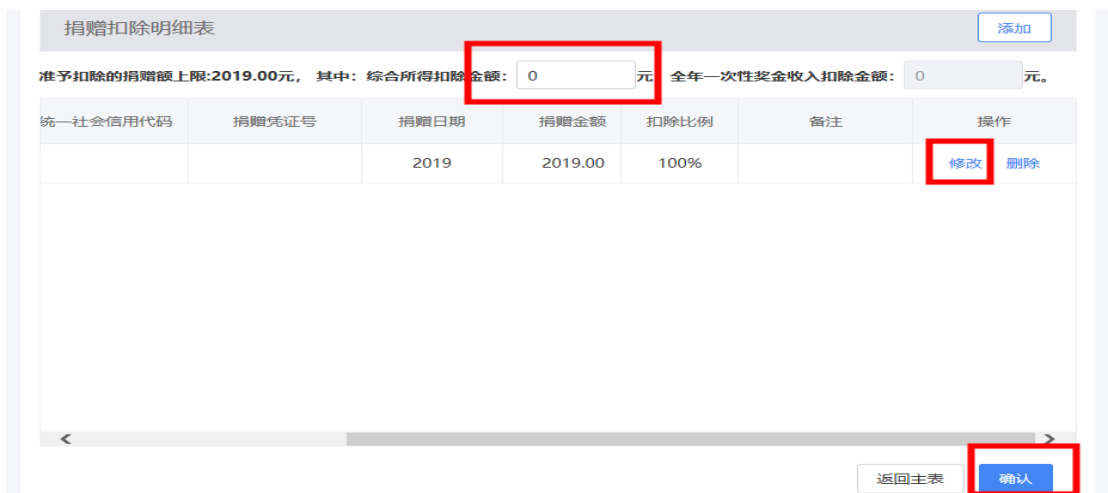 捐赠扣除明细表 添加
准予扣除的捐赠额上限:2019.00元， 其中：综合所得扣除金额： 0 元 全年一次性奖金收入扣除金额： 0 元。
统一社会信用代码 捐赠凭证号 捐赠日期 捐赠金额 扣除比例 备注 操作
2019 2019.00 100% 修改 删除
返回主表 确认